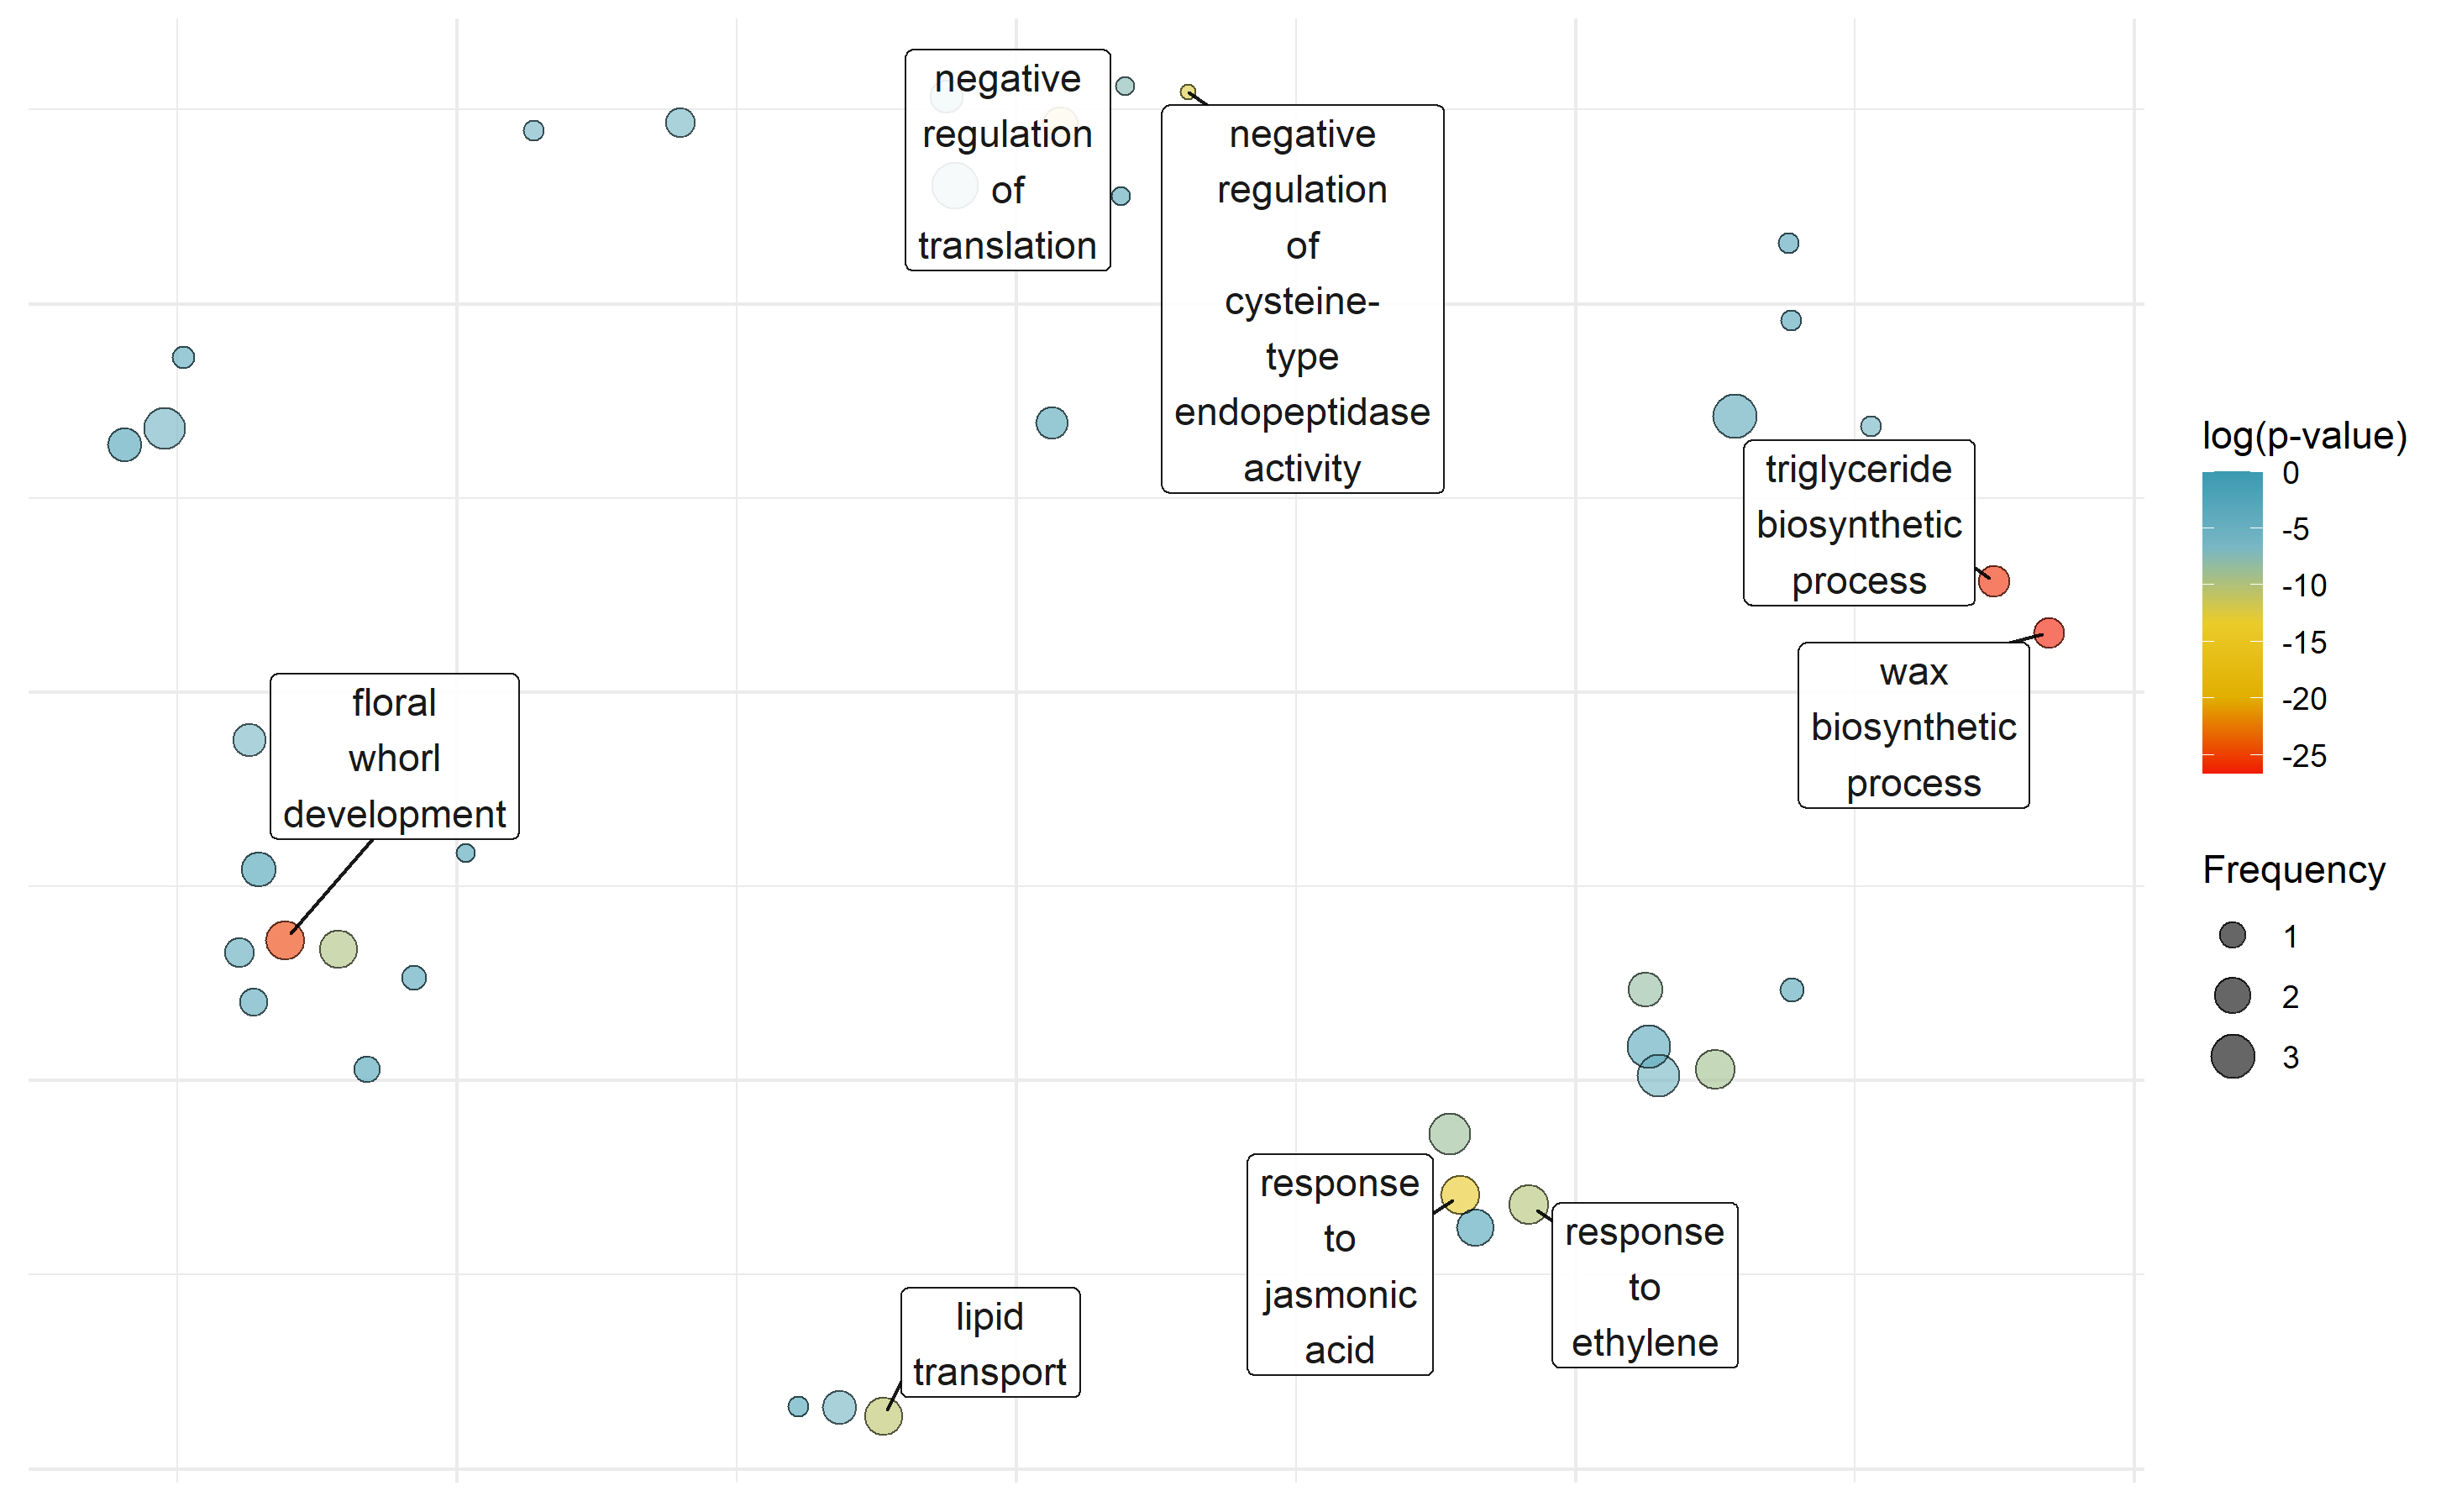 negative
regulation
of
translation
negative
regulation
of
cysteine-
type
endopeptidase
activity
triglyceride
biosynthetic
process
wax
biosynthetic
process
floral
whorl
development
response
to
jasmonic
acid
response
to
ethylene
lipid
transport
log(p-value)
0
-5
-10
-15
-20
-25
Frequency
1
2
3